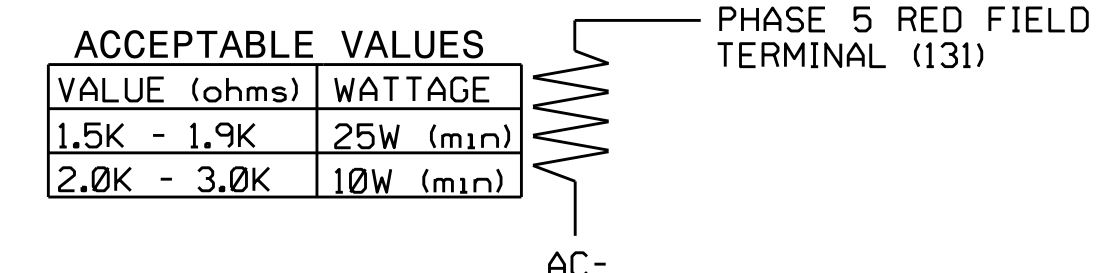 ACCEPTABLE VALUES
VALUE (ohms) WATTAGE
1.5K - 1.9K 25W (min)
2.0K - 3.0K 10W (min)
PHASE 5 RED FIELD
TERMINAL (131)
AC-